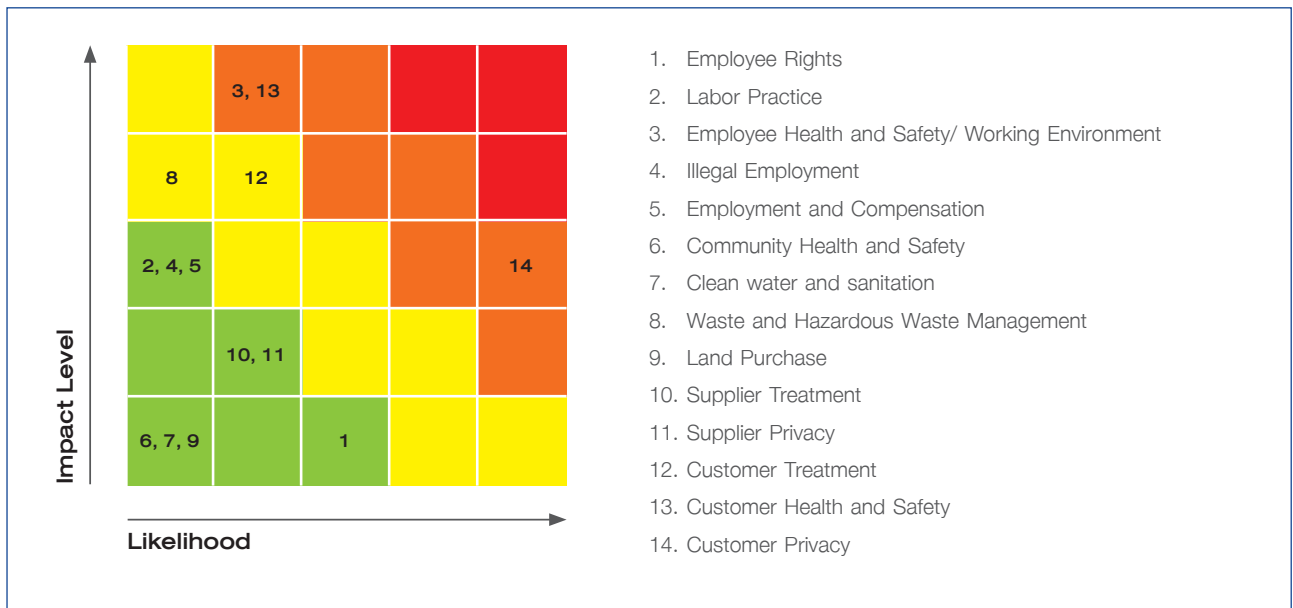 Impact Level
3, 13
8
12
2, 4, 5
14
10, 11
6, 7, 9
1
Likelihood
1. Employee Rights
2. Labor Practice
3. Employee Health and Safety/ Working Environment
4. Illegal Employment
5. Employment and Compensation
6. Community Health and Safety
7. Clean water and sanitation
8. Waste and Hazardous Waste Management
9. Land Purchase
10. Supplier Treatment
11. Supplier Privacy
12. Customer Treatment
13. Customer Health and Safety
14. Customer Privacy